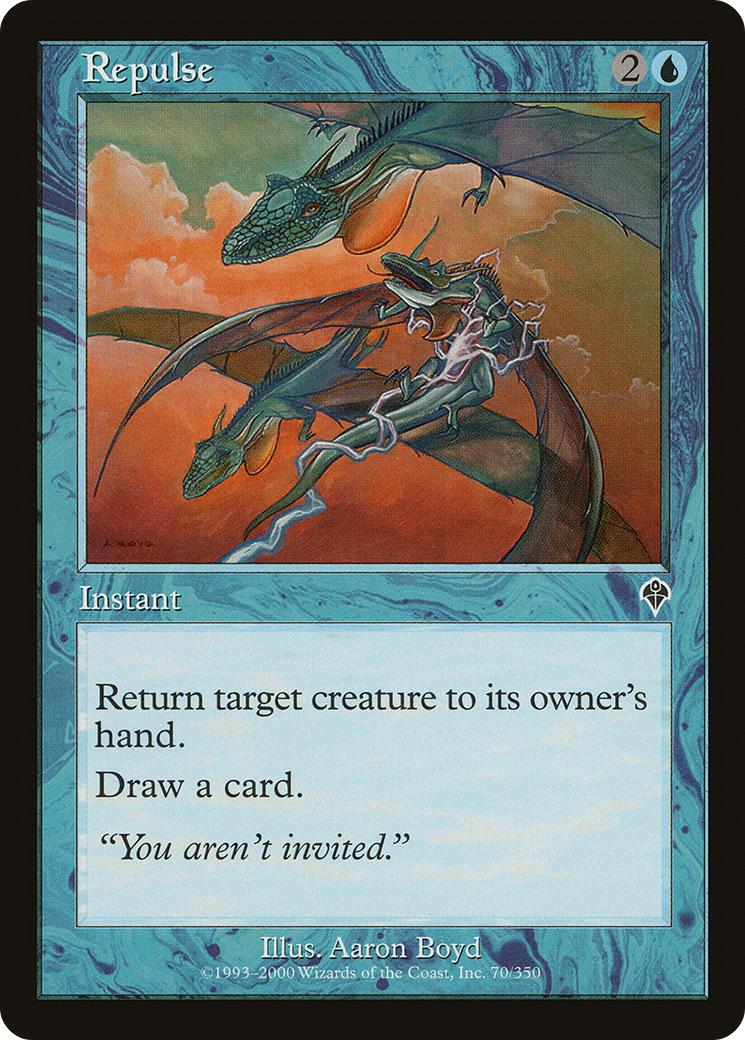 Repulse 2
A. BOYD
Instant
Return target creature to its owner's
hand.
Draw a card.
“You aren't invited.”
Illus. Aaron Boyd
©1993–2000 Wizards of the Coast, Inc. 70/350